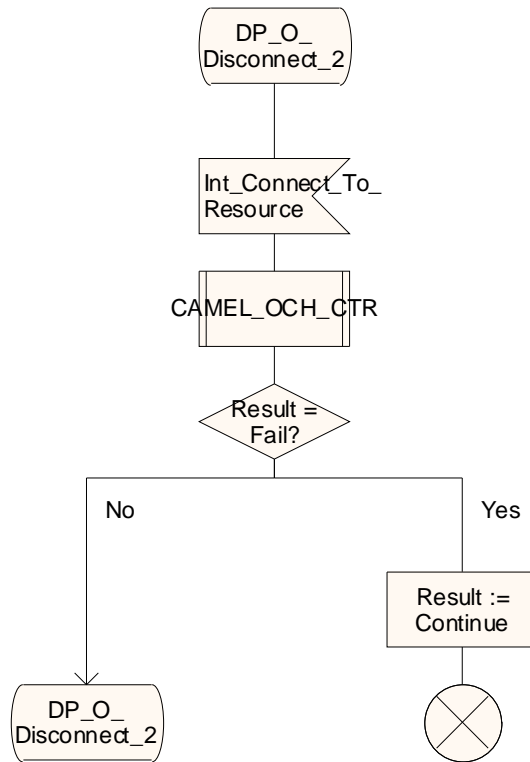 DP_O_
Disconnect_2
Int_Connect_To_
Resource
CAMEL_OCH_CTR
Result =
Fail?
No
Yes
Result :=
Continue
DP_O_
Disconnect_2